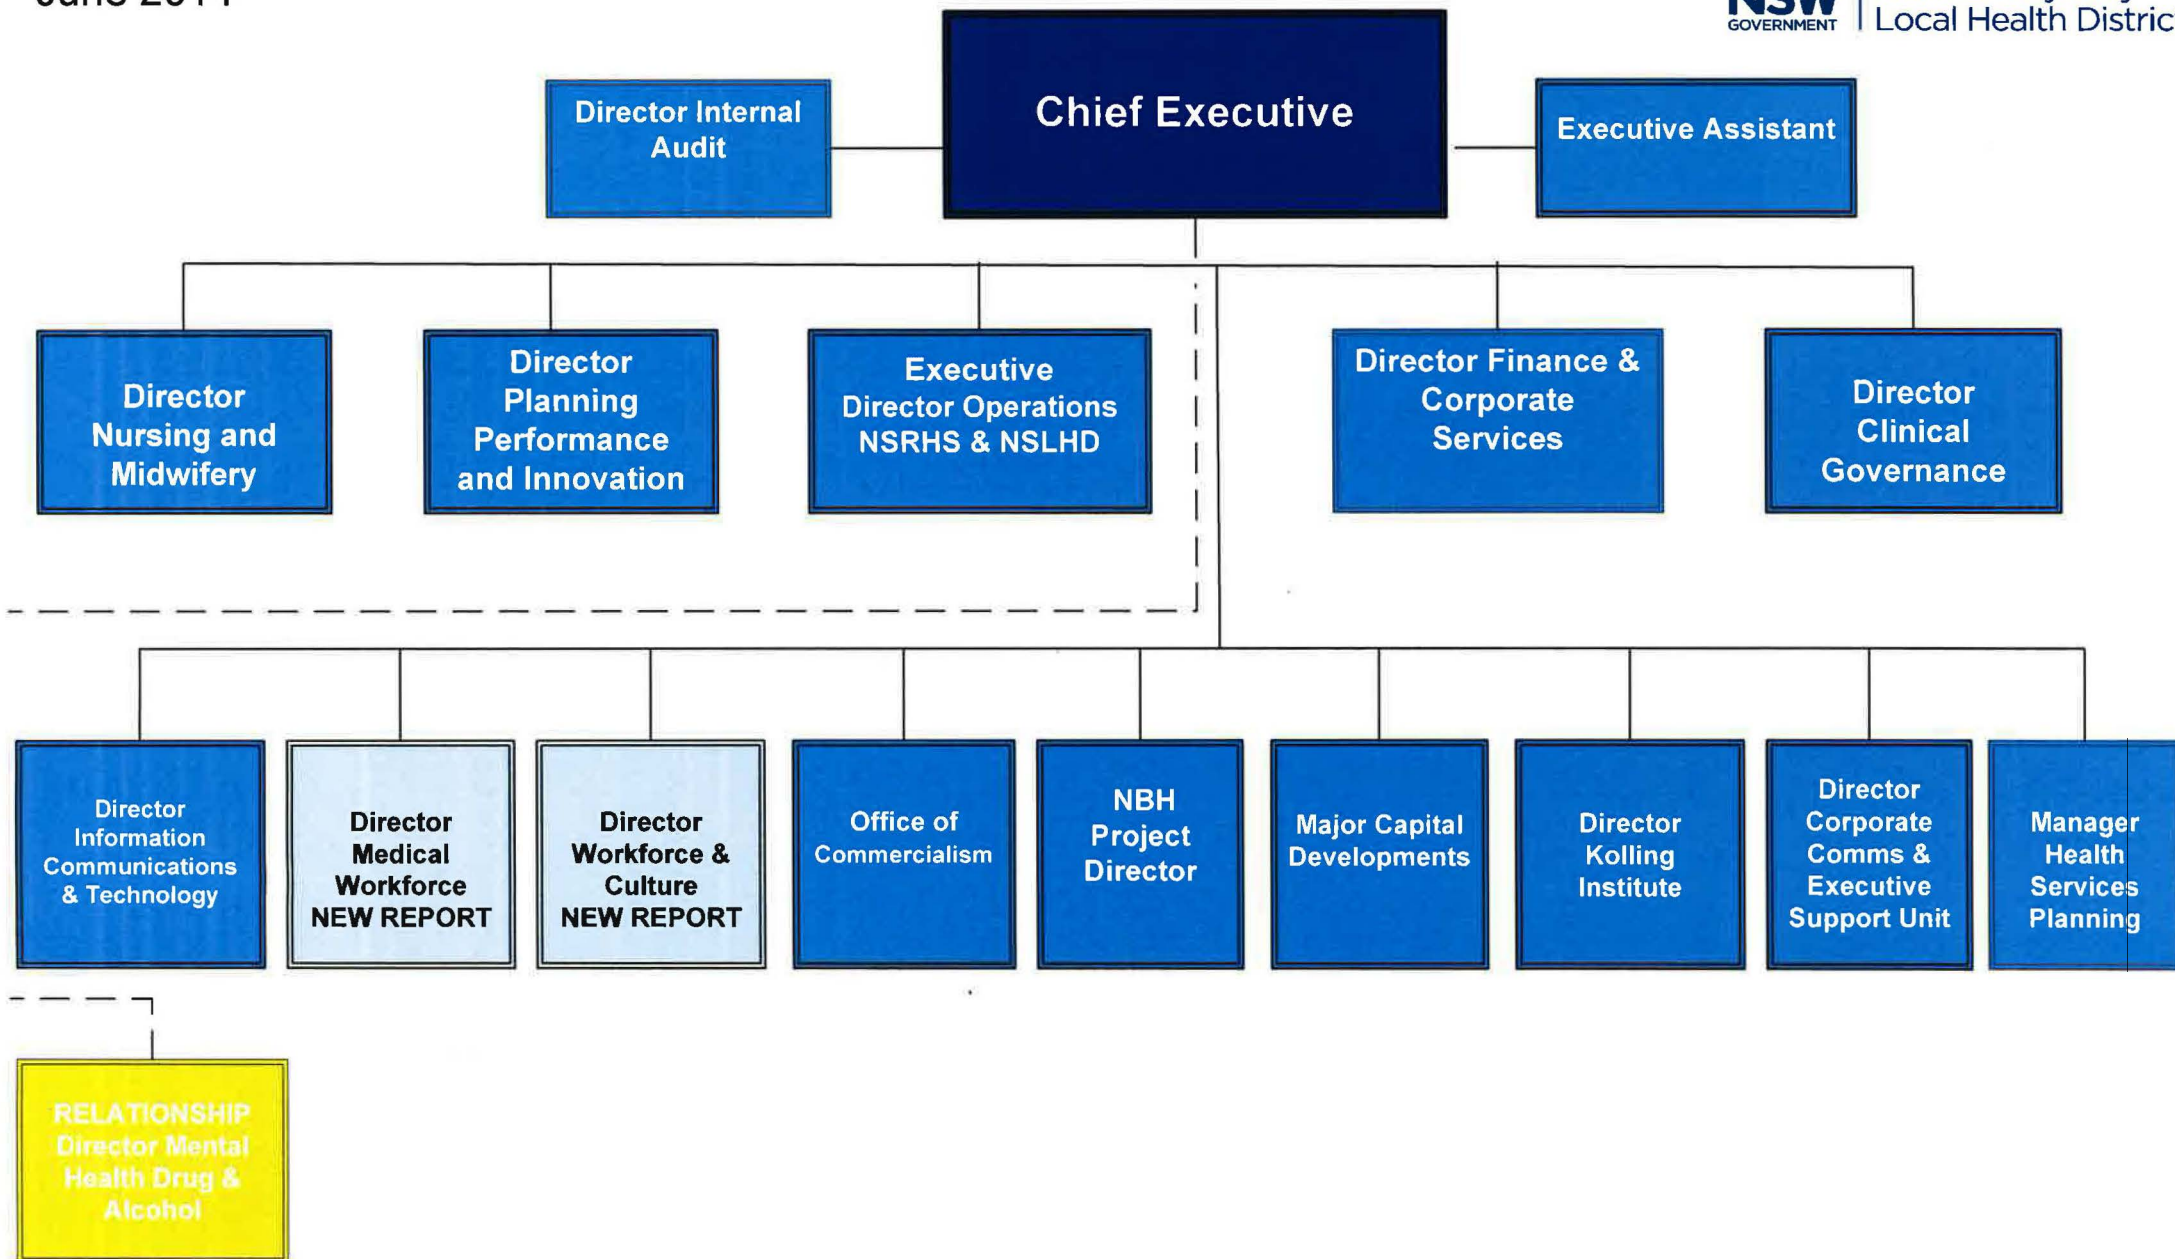 June 2014
NSW
GOVERNMENT
Local Health Distric
Chief Executive
Director Internal
Audit
Executive Assistant
Director
Nursing and
Midwifery
Director
Planning
Performance
and Innovation
Executive
Director Operations
NSRHS & NSLHD
Director Finance &
Corporate
Services
Director
Clinical
Governance
Director
Information
Communications
& Technology
Director
Medical
Workforce
NEW REPORT
Director
Workforce &
Culture
NEW REPORT
Office of
Commercialism
NBH
Project
Director
Major Capital
Developments
Director
Kolling
Institute
Director
Corporate
Comms &
Executive
Support Unit
Manager
Health
Services
Planning
RELATIONSHIP
Director Mental
Health Drug &
Alcohol